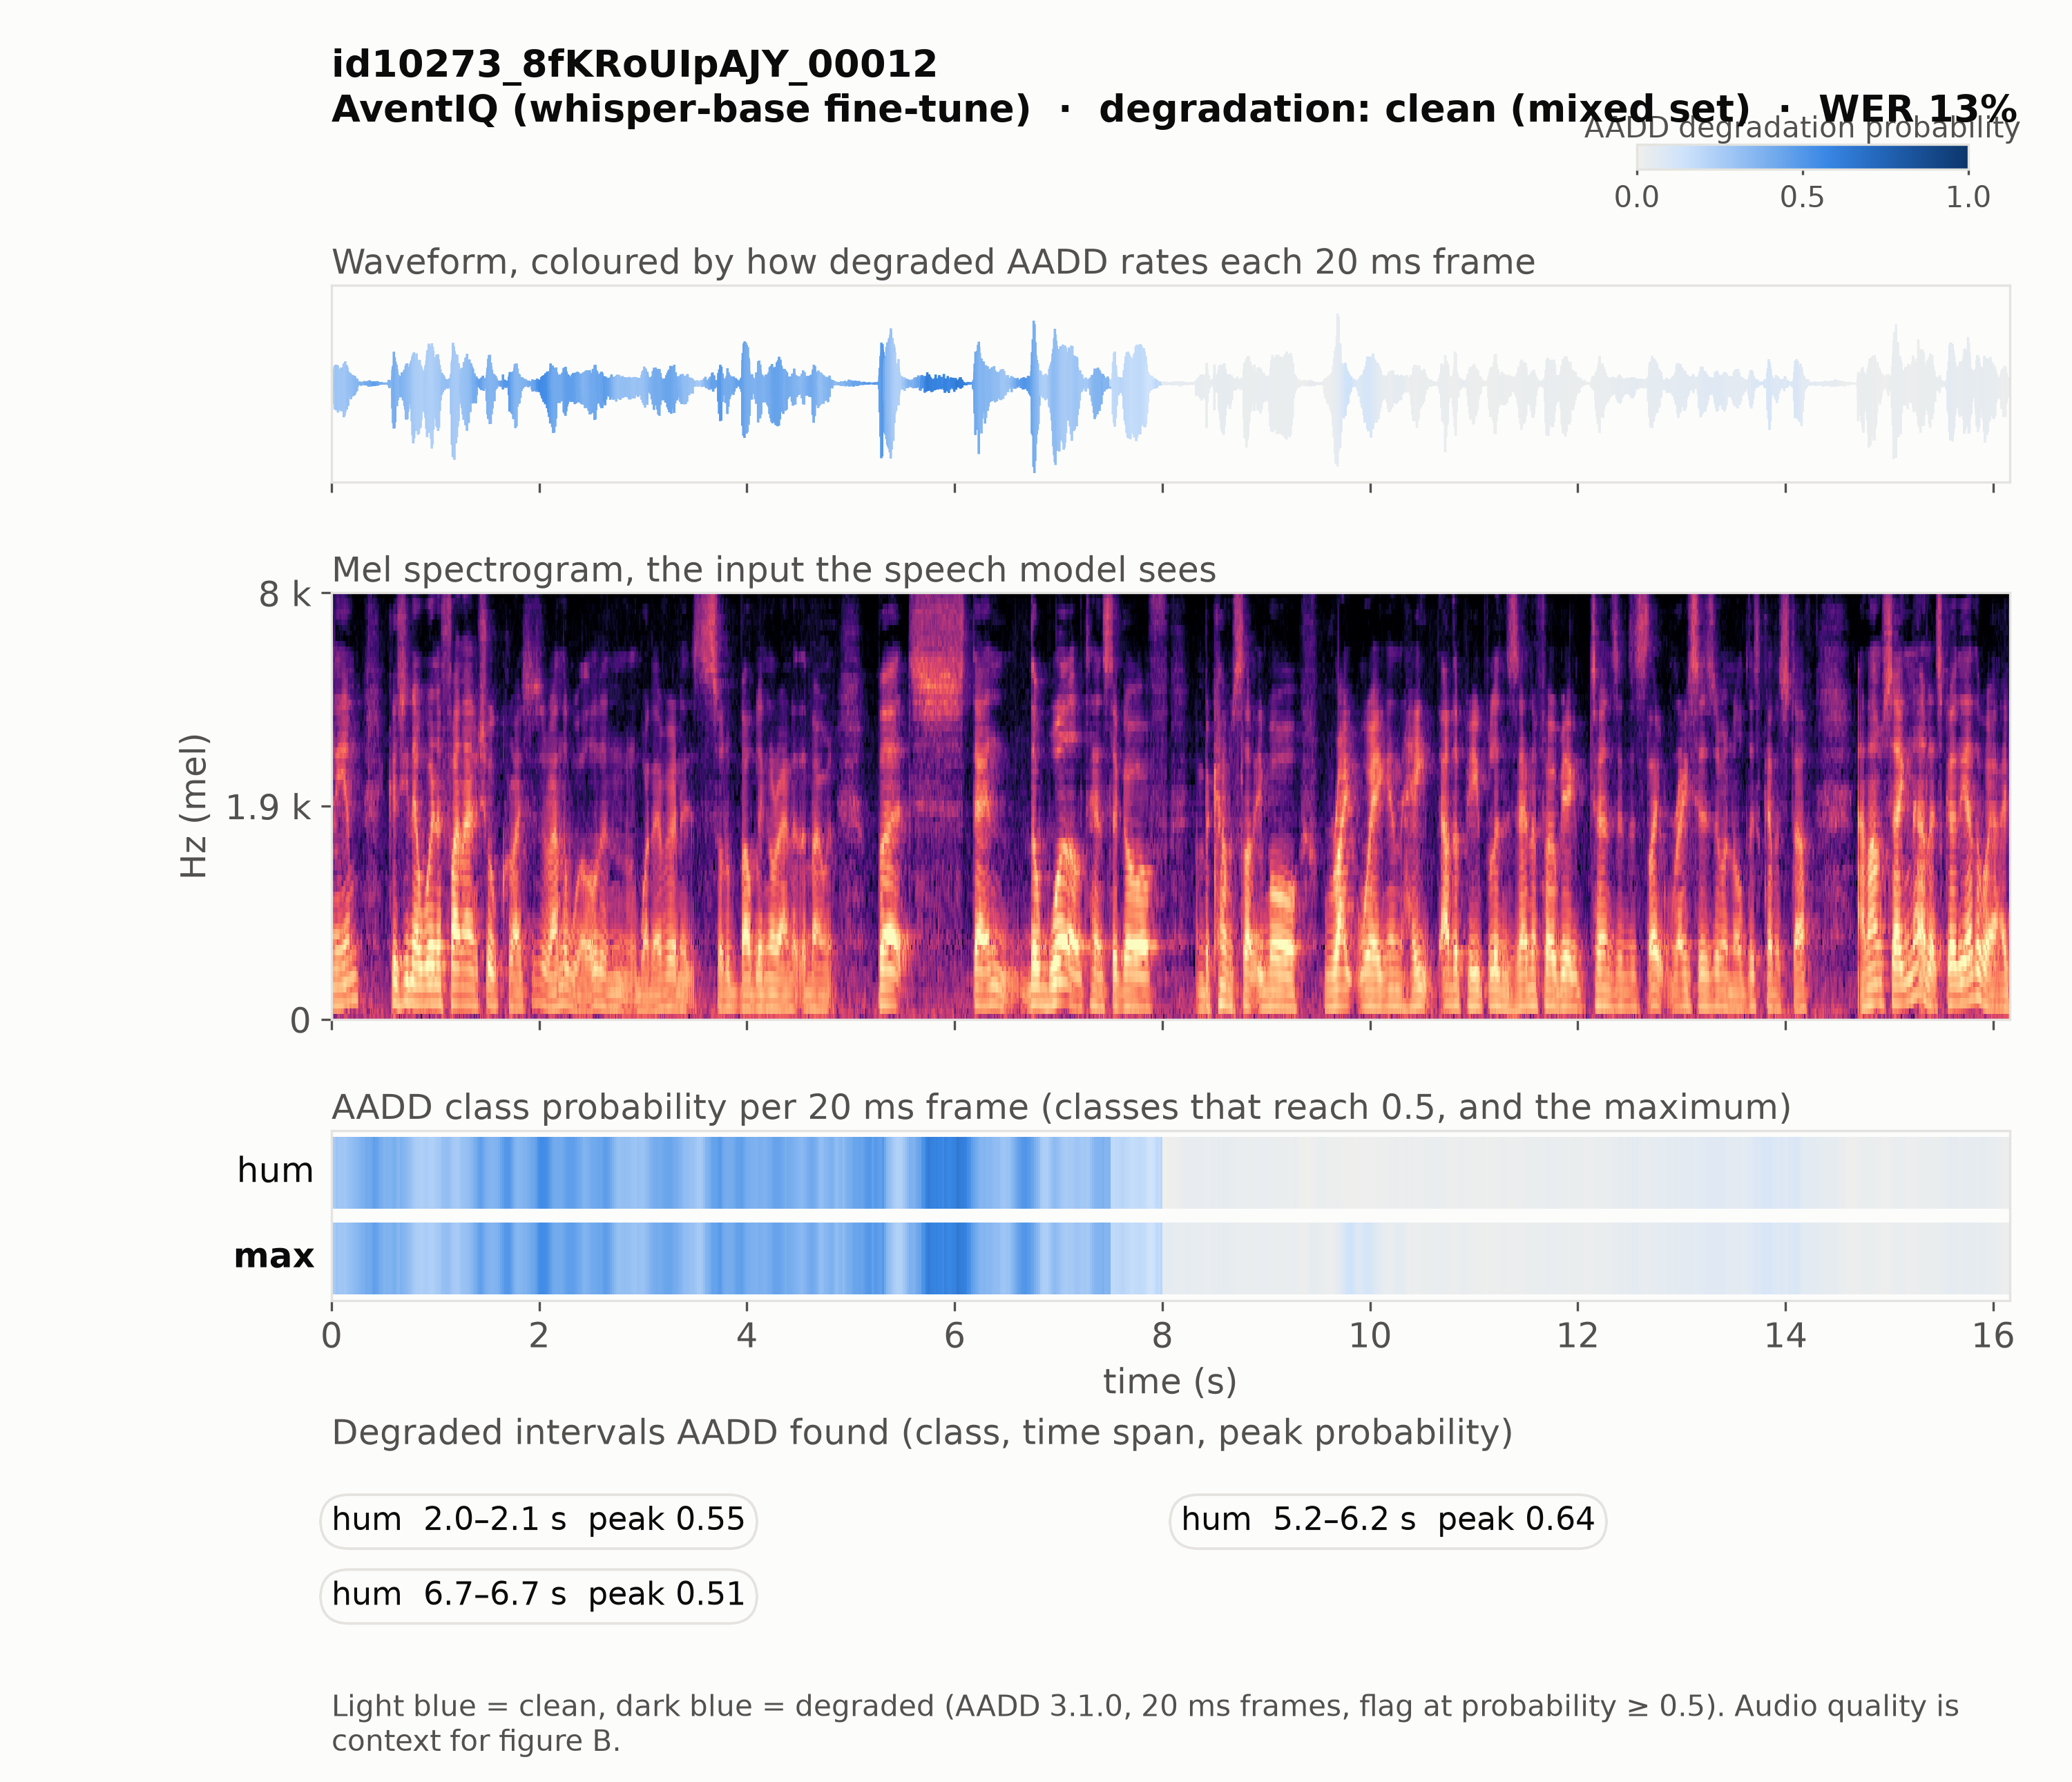 id10273_8fKRoUIpAJY_00012
AventIQ (whisper-base fine-tune)  ·  degradation: clean (mixed set)  ·  WER 13%
AADD degradation probability
0.0 0.5 1.0
Waveform, coloured by how degraded AADD rates each 20 ms frame
Mel spectrogram, the input the speech model sees
8 k
1.9 k
0
Hz (mel)
AADD class probability per 20 ms frame (classes that reach 0.5, and the maximum)
hum
max
0 2 4 6 8 10 12 14 16
time (s)
Degraded intervals AADD found (class, time span, peak probability)
hum  2.0–2.1 s  peak 0.55
hum  5.2–6.2 s  peak 0.64
hum  6.7–6.7 s  peak 0.51
Light blue = clean, dark blue = degraded (AADD 3.1.0, 20 ms frames, flag at probability ≥ 0.5). Audio quality is
context for figure B.